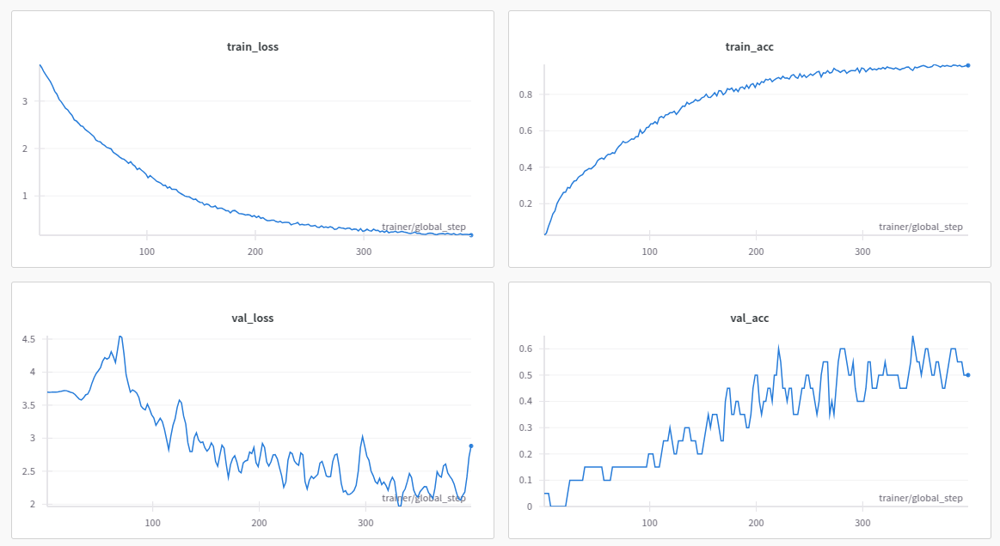 train_loss
3
2
1
trainer/global_step
100 200 300
train_acc
0.8
0.6
0.4
0.2
trainer/global_step
100 200 300
val_loss
4.5
4
3.5
3
2.5
2
trainer/global_step
100 200 300
val_acc
0.6
0.5
0.4
0.3
0.2
0.1
0
trainer/global_step
100 200 300